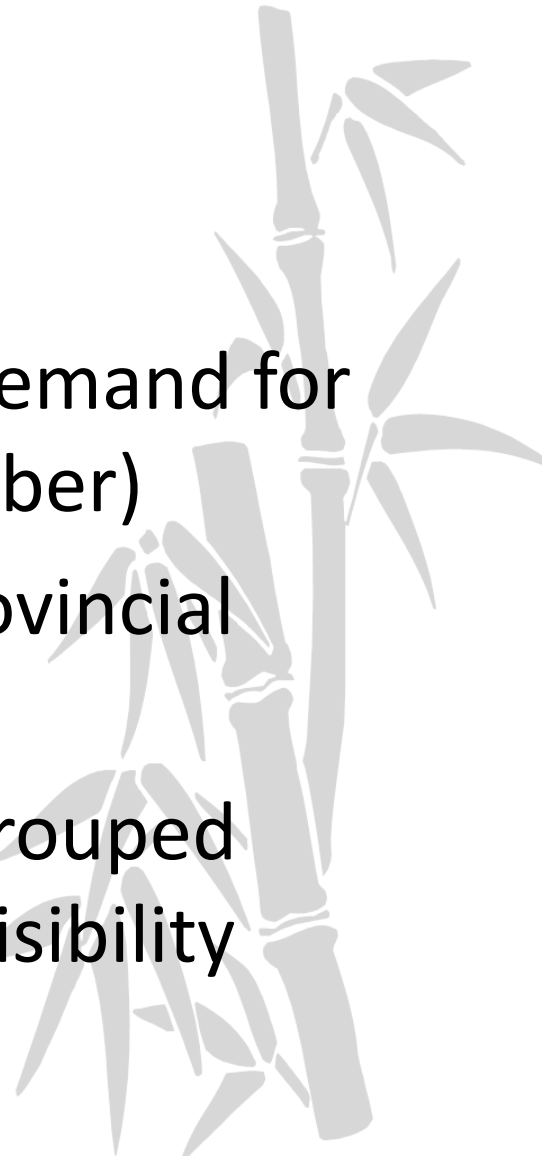 emand for
ber)
ovincial
rouped
isibility